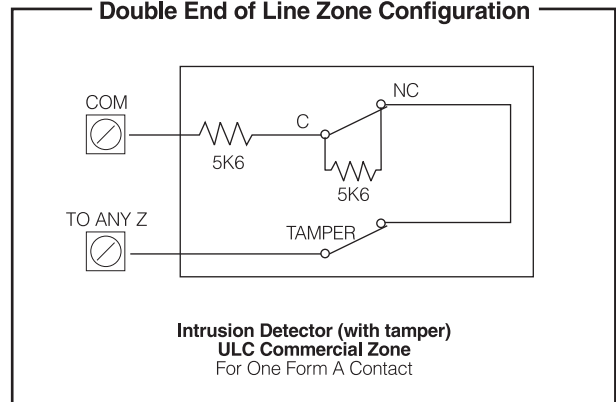 Double End of Line Zone Configuration
COM
C
NC
5K6
5K6
TO ANY Z
TAMPER
Intrusion Detector (with tamper)
ULC Commercial Zone
For One Form A Contact